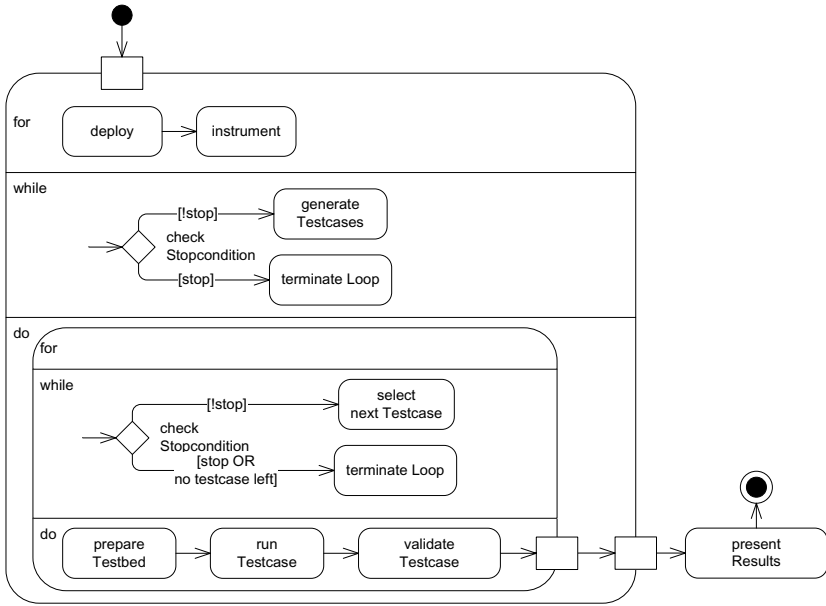 for
deploy
instrument
while
[!stop]
generate
Testcases
check
Stopcondition
[stop]
terminate Loop
do
for
while
[!stop]
select
next Testcase
check
Stopcondition
[stop OR
no testcase left]
terminate Loop
do
prepare
Testbed
run
Testcase
validate
Testcase
present
Results